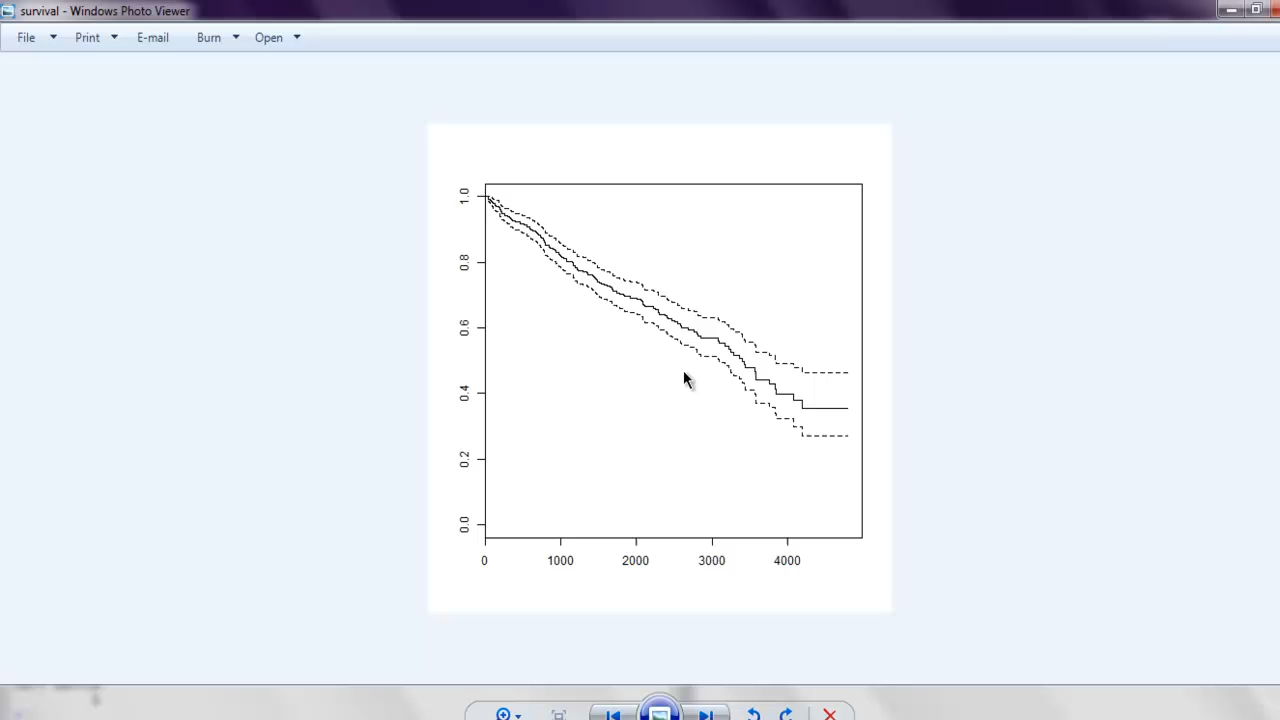 survival - Windows Photo Viewer
File Print E-mail Burn Open
1.0
0.8
0.6
0.4
0.2
0.0
0 1000 2000 3000 4000